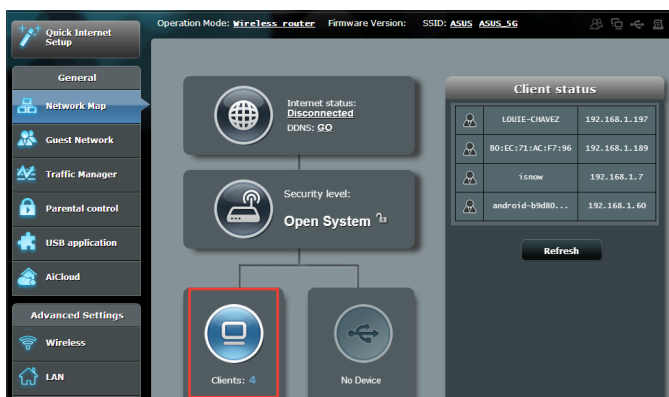 Quick Internet
Setup
Operation Mode: Wireless router Firmware Version: SSID: ASUS ASUS_5G
General
Network Map
Guest Network
Traffic Manager
Parental control
USB application
AiCloud
Advanced Settings
Wireless
LAN
Internet status:
Disconnected
DDNS: GO
Security level:
Open System
Clients: 4
No Device
Client status
LOUIE-CHAVEZ 192.168.1.197
80:EC:71:AC:F7:96 192.168.1.189
isnow 192.168.1.7
android-b9d80... 192.168.1.60
Refresh